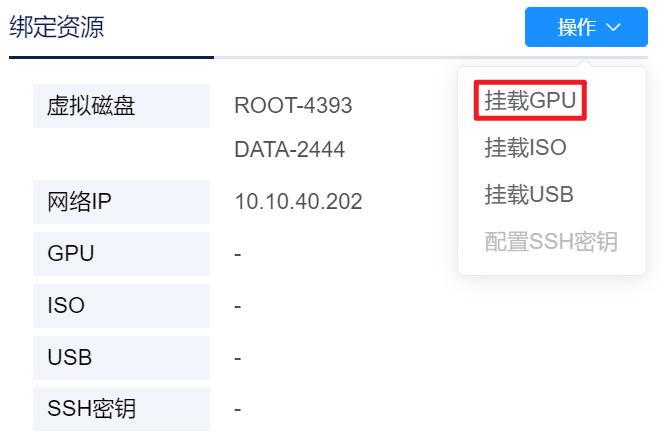 绑定资源
操作
虚拟磁盘 ROOT-4393
DATA-2444
网络IP 10.10.40.202
GPU -
ISO -
USB -
SSH密钥 -
挂载GPU
挂载ISO
挂载USB
配置SSH密钥